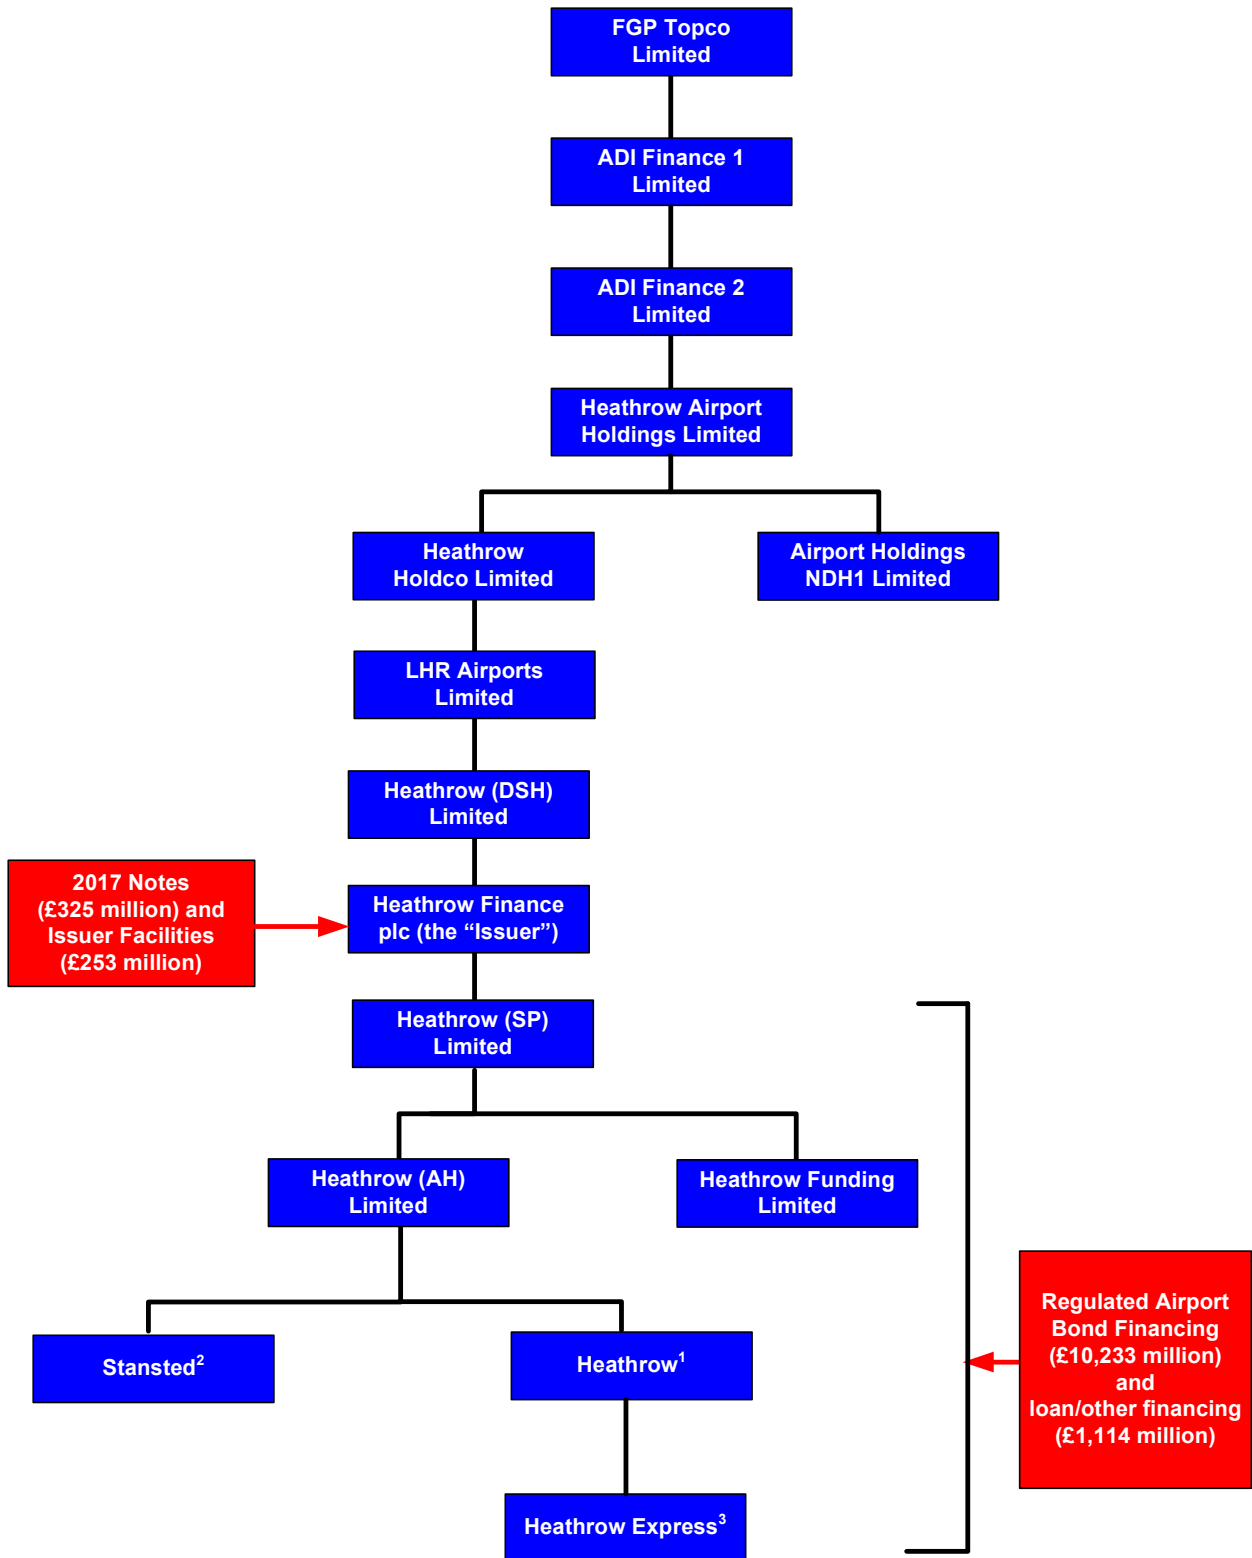 FGP Topco
Limited
ADI Finance 1
Limited
ADI Finance 2
Limited
Heathrow Airport
Holdings Limited
Heathrow
Holdco Limited
Airport Holdings
NDH1 Limited
LHR Airports
Limited
Heathrow (DSH)
Limited
2017 Notes
(£325 million) and
Issuer Facilities
(£253 million)
Heathrow Finance
plc (the “Issuer”)
Heathrow (SP)
Limited
Heathrow (AH)
Limited
Heathrow Funding
Limited
Regulated Airport
Bond Financing
(£10,233 million)
and
loan/other financing
(£1,114 million)
Stansted²
Heathrow¹
Heathrow Express³